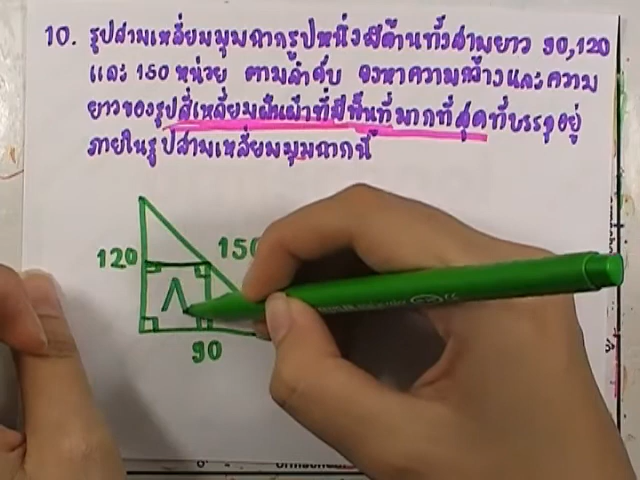 10. รูปสามเหลี่ยมมุมฉากรูปหนึ่งมีด้านทั้งสามยาว 90,120
และ 150 หน่วย ตามลำดับ จงหาความกว้างและความ
ยาวของรูปสี่เหลี่ยมผืนผ้าที่มีพื้นที่มากที่สุดที่บรรจุอยู่
ภายในรูปสามเหลี่ยมมุมฉากนี้
120
150
90